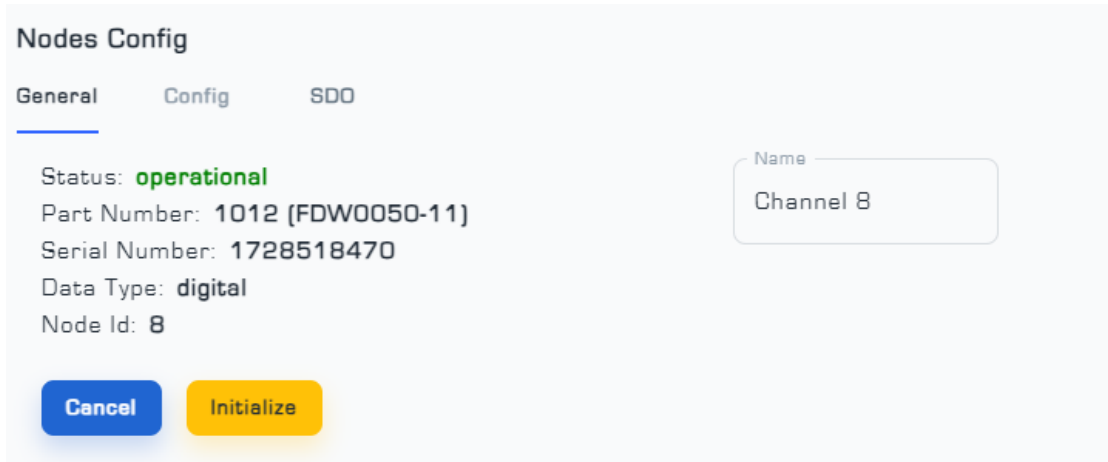 Nodes Config
General Config SDO
Status: operational
Name
Channel 8
Part Number: 1012 (FDW0050-11)
Serial Number: 1728518470
Data Type: digital
Node Id: 8
Cancel Initialize